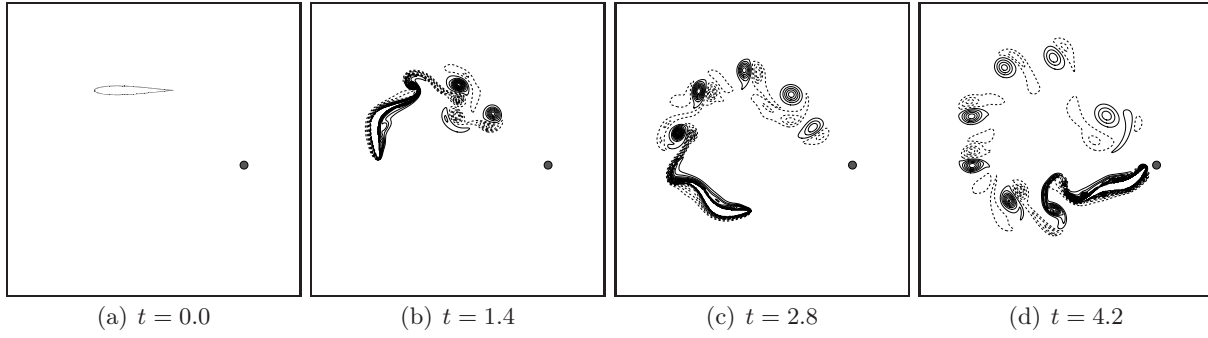 (a) t = 0.0
(b) t = 1.4
(c) t = 2.8
(d) t = 4.2